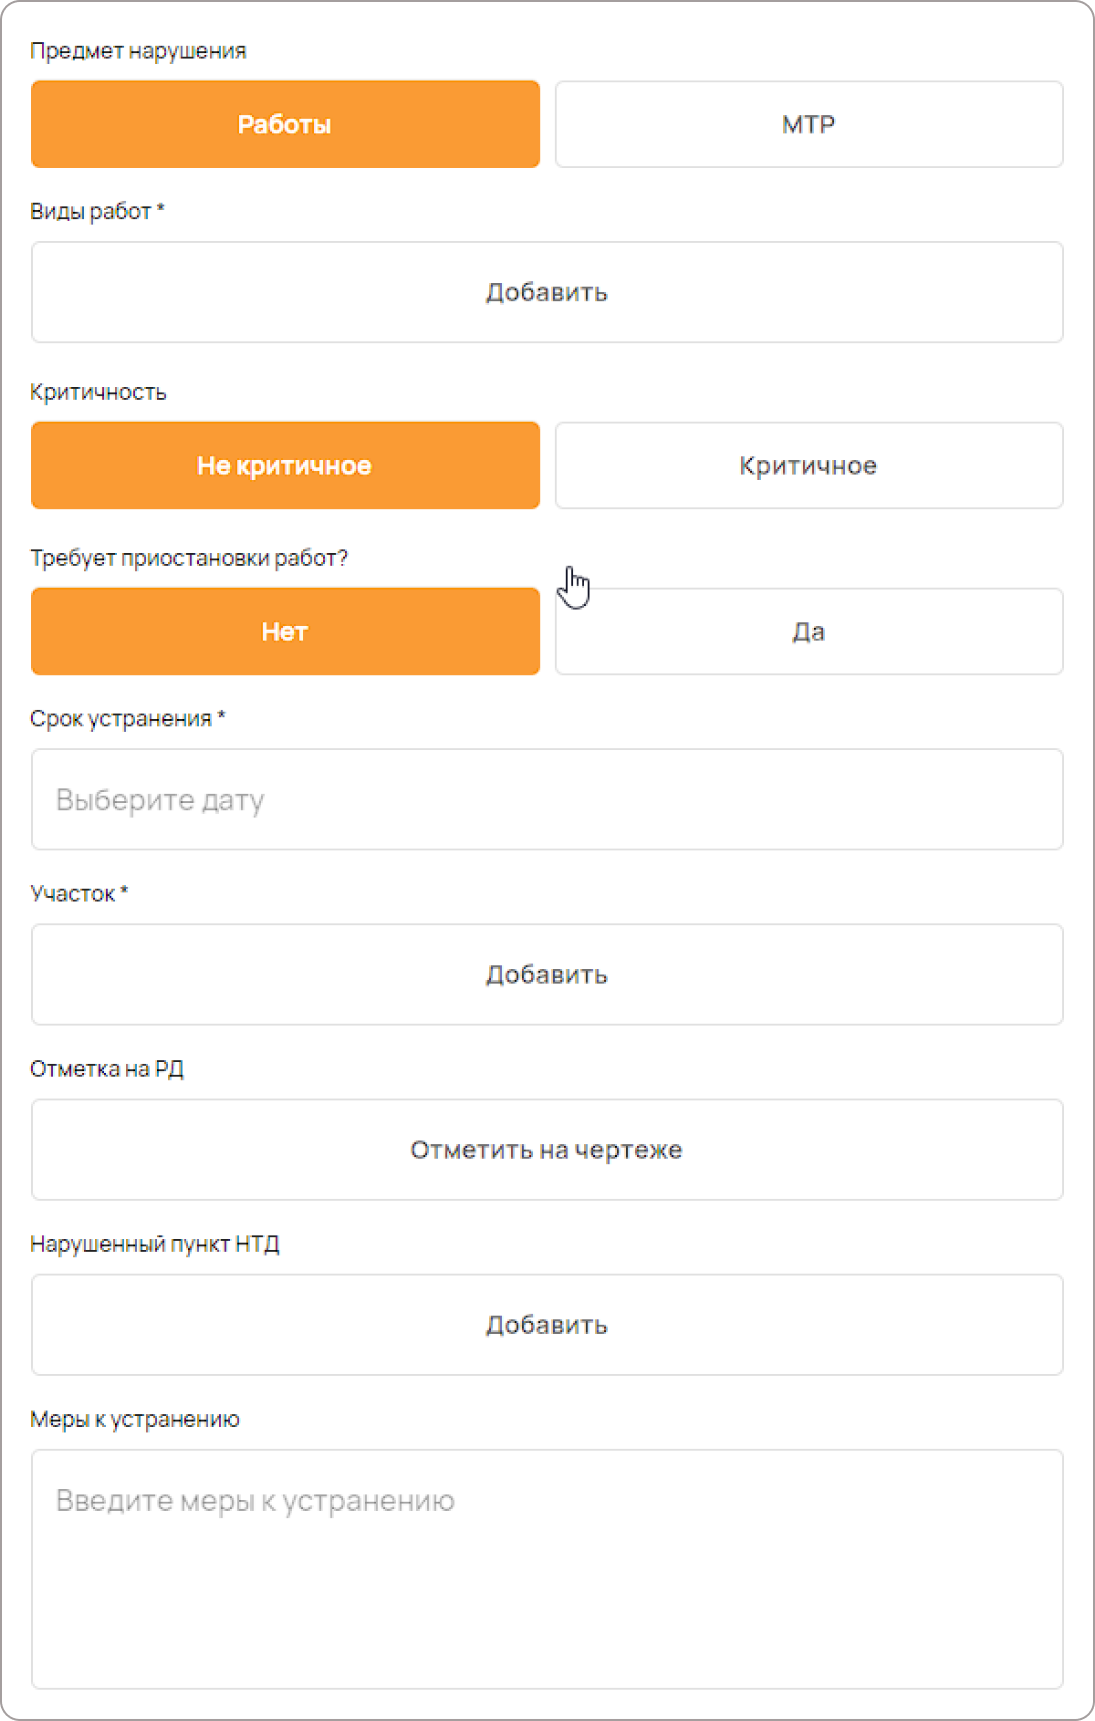 Предмет нарушения
Работы
МТР
Виды работ *
Добавить
Критичность
Не критичное
Критичное
Требует приостановки работ?
Нет
Да
Срок устранения *
Выберите дату
Участок *
Добавить
Отметка на РД
Отметить на чертеже
Нарушенный пункт НТД
Добавить
Меры к устранению
Введите меры к устранению